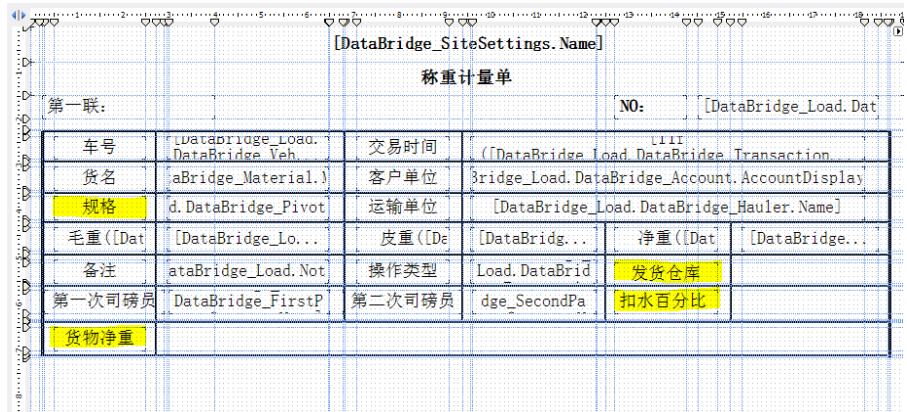 [DataBridge_SiteSettings.Name]
称重计量单
第一联: NO: [DataBridge_Load.Dat
车号 [DataBridge_Load. DataBridge_Veh... 交易时间 [Iif ([DataBridge_Load.DataBridge_Transaction...
货名 aBridge_Material.N 客户单位 Bridge_Load.DataBridge_Account.AccountDisplay
规格 d.DataBridge_Pivot 运输单位 [DataBridge_Load.DataBridge_Hauler.Name]
毛重([Dat [DataBridge_Lo... 皮重([Da [DataBridg... 净重([Dat [DataBridge...
备注 ataBridge_Load.Not 操作类型 Load.DataBrid 发货仓库
第一次司磅员 DataBridge_FirstP 第二次司磅员 dge_SecondPa 扣水百分比
货物净重